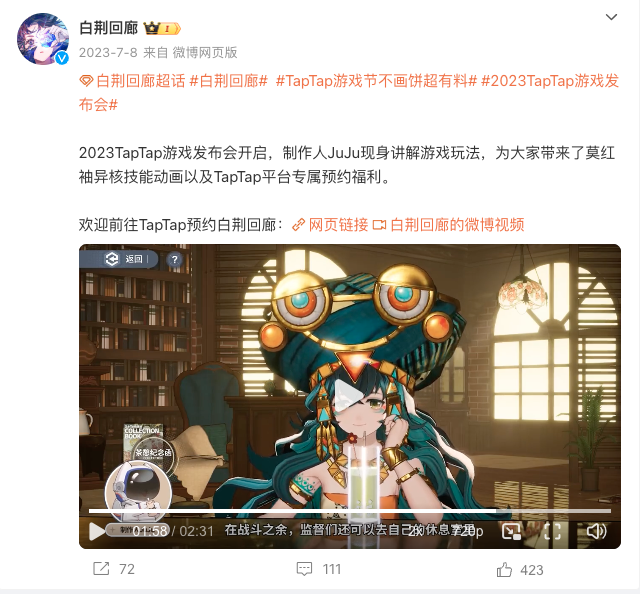 白荆回廊 1
2023-7-8 来自 微博网页版
白荆回廊超话 #白荆回廊# #TapTap游戏节不画饼超有料# #2023TapTap游戏发
布会#
2023TapTap游戏发布会开启，制作人JuJu现身讲解游戏玩法，为大家带来了莫红
袖异核技能动画以及TapTap平台专属预约福利。
欢迎前往TapTap预约白荆回廊： 网页链接 白荆回廊的微博视频
返回 ?
COLLECTION
BOOK
茶憩纪念函
01:58 / 02:31 在战斗之余，监督们还可以去自己的休息室里 2x 720p
72 111 423